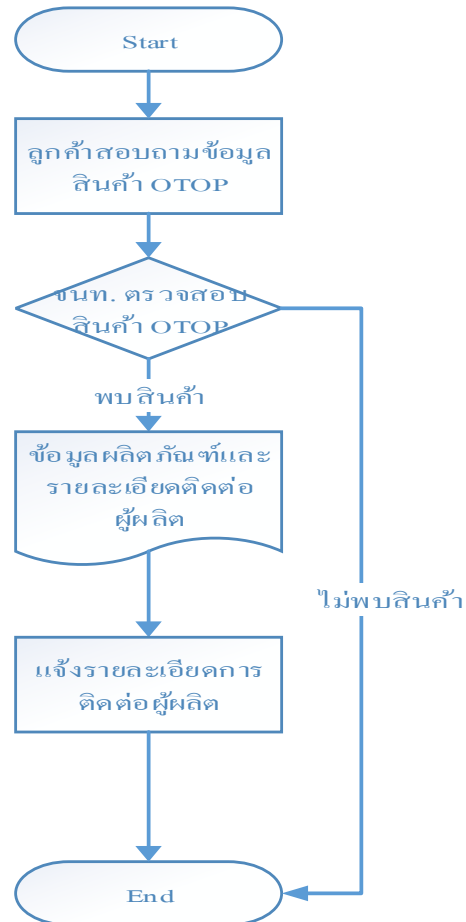 Start
ลูกค้าสอบถามข้อมูล
สินค้า OTOP
จนท. ตรวจสอบ
สินค้า OTOP
พบสินค้า
ข้อมูลผลิตภัณฑ์และ
รายละเอียดติดต่อ
ผู้ผลิต
ไม่พบสินค้า
แจ้งรายละเอียดการ
ติดต่อผู้ผลิต
End